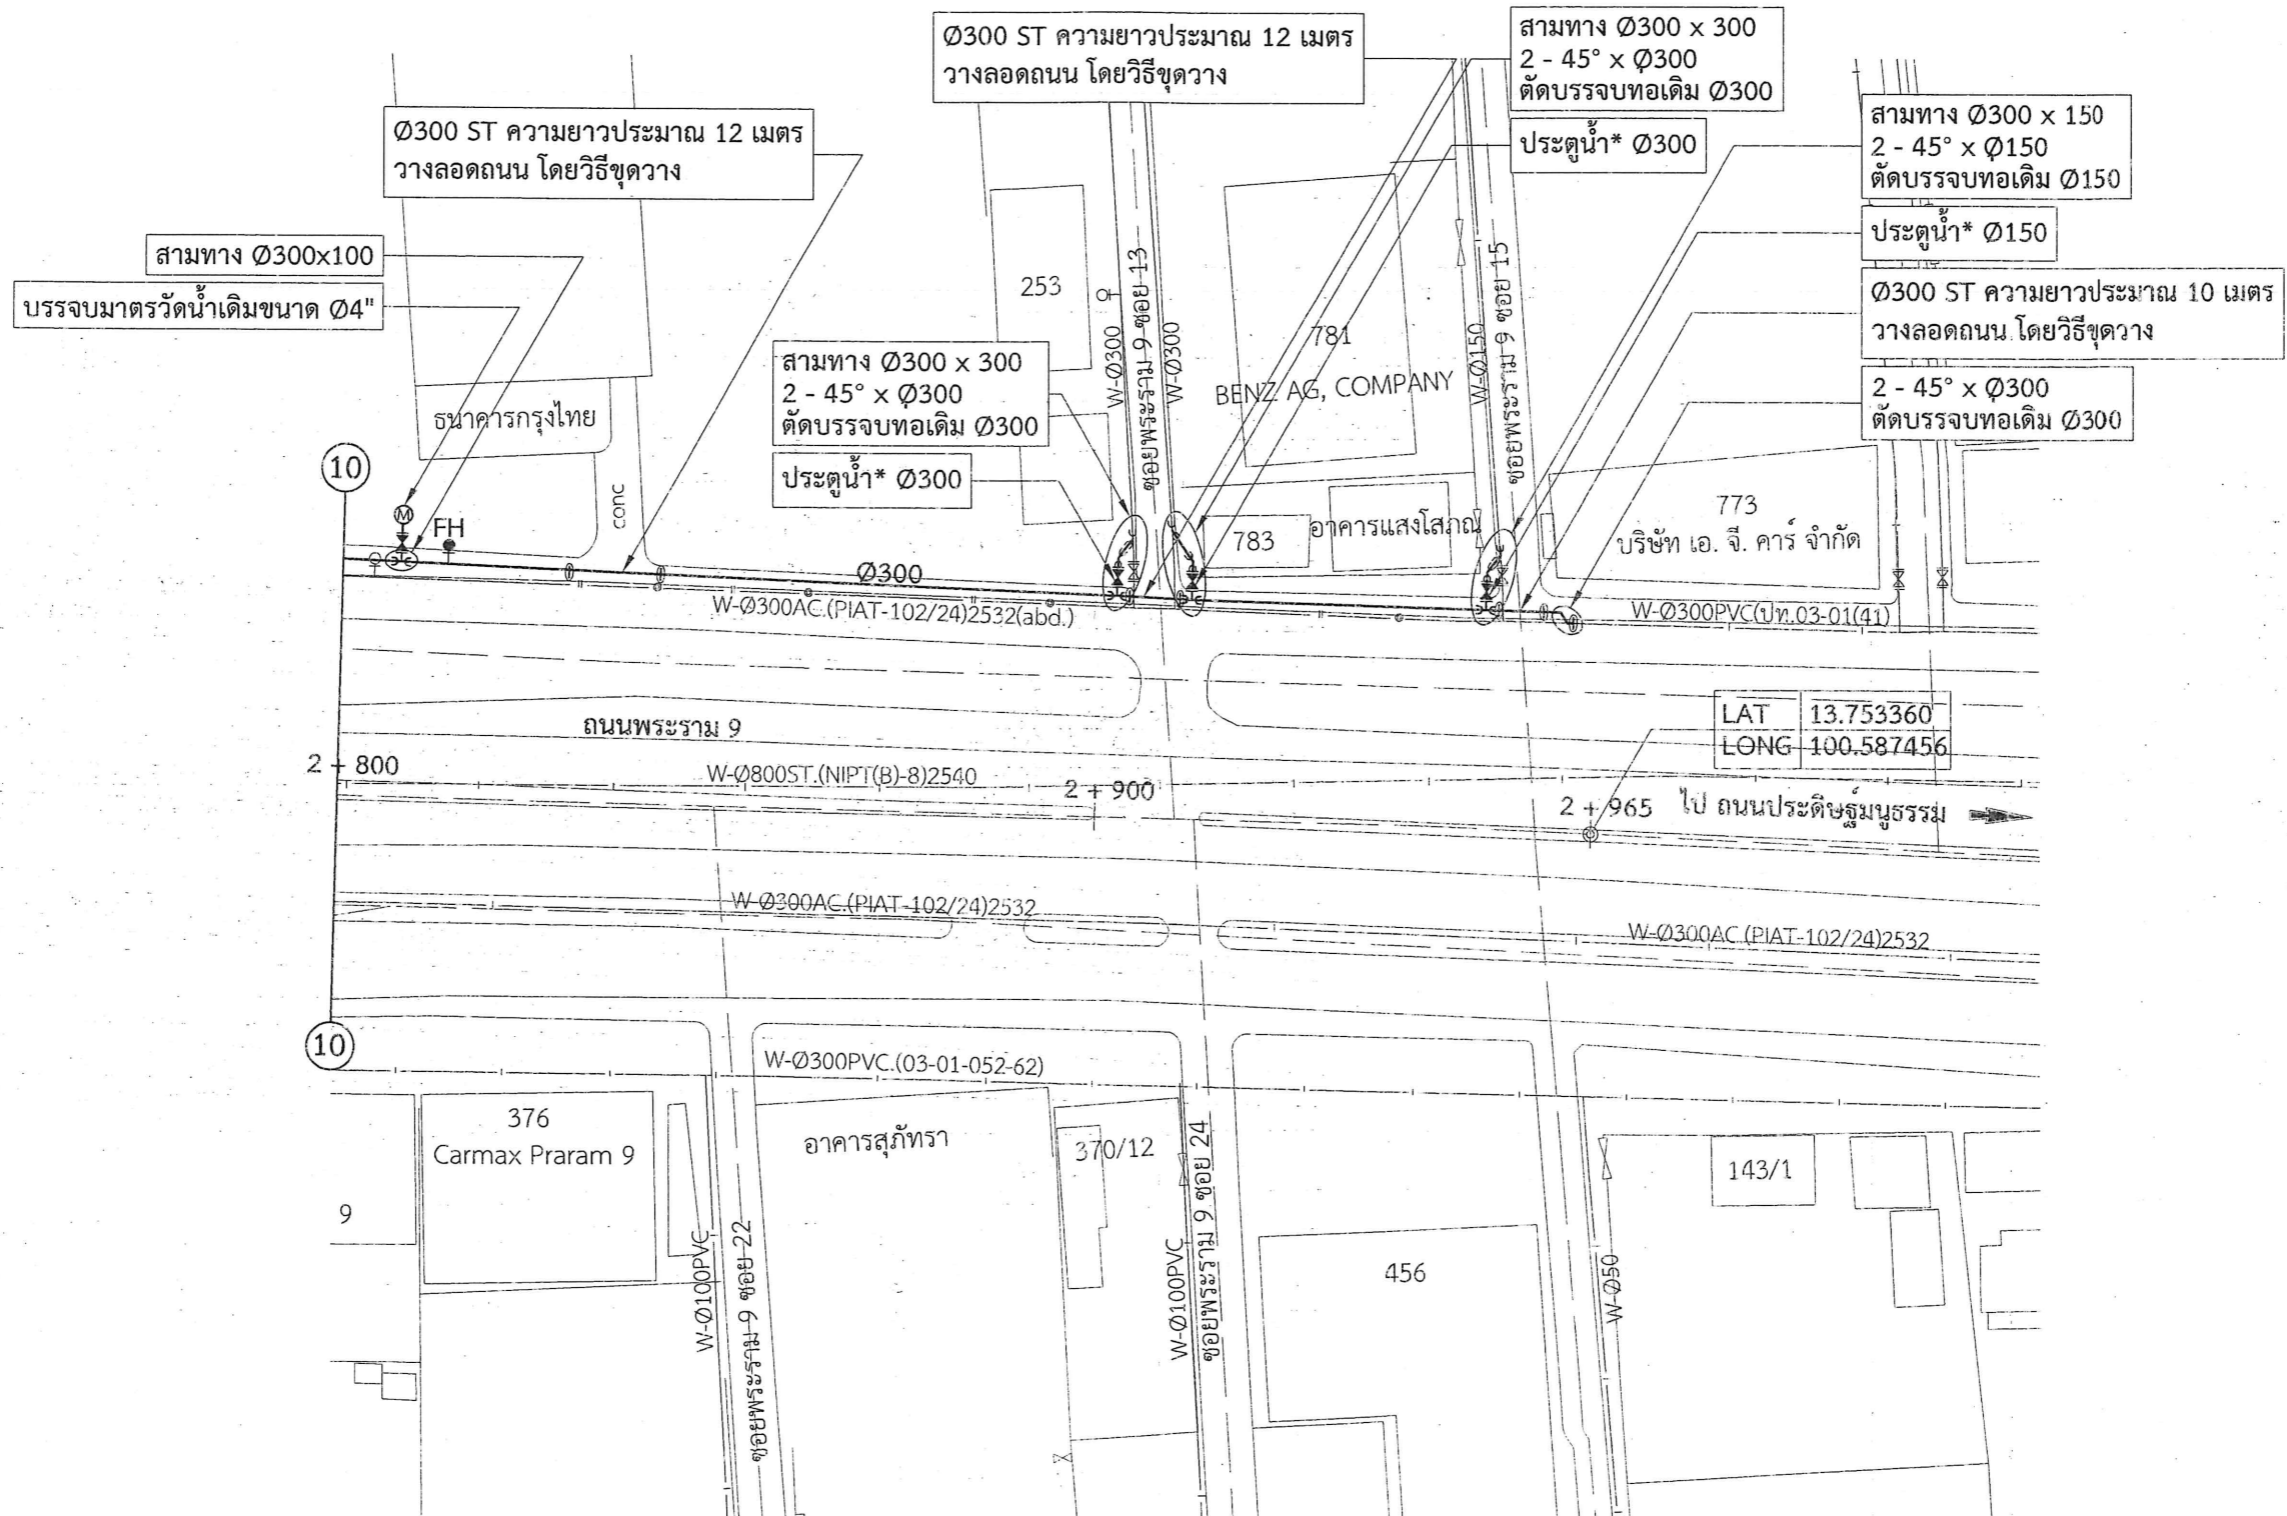 Ø300 ST ความยาวประมาณ 12 เมตร
วางลอดถนน โดยวิธีขุดวาง
สามทาง Ø300 x 300
2 - 45° x Ø300
ตัดบรรจบทอเดิม Ø300
ประตูน้ำ* Ø300
Ø300 ST ความยาวประมาณ 12 เมตร
วางลอดถนน โดยวิธีขุดวาง
สามทาง Ø300 x 150
2 - 45° x Ø150
ตัดบรรจบทอเดิม Ø150
ประตูน้ำ* Ø150
สามทาง Ø300x100
บรรจบมาตรวัดน้ำเดิมขนาด Ø4"
Ø300 ST ความยาวประมาณ 10 เมตร
วางลอดถนน โดยวิธีขุดวาง
2 - 45° x Ø300
ตัดบรรจบทอเดิม Ø300
สามทาง Ø300 x 300
2 - 45° x Ø300
ตัดบรรจบทอเดิม Ø300
ประตูน้ำ* Ø300
253
W-Ø300
ซอยพระราม 9 ซอย 13
W-Ø300
781
BENZ AG, COMPANY
W-Ø150
ซอยพระราม 9 ซอย 15
ธนาคารกรุงไทย
10
conc
M
FH
783
อาคารแสงโสภณ
773
บริษัท เอ. จี. คาร์ จำกัด
Ø300
W-Ø300AC.(PIAT-102/24)2532(abd.)
W-Ø300PVC(ปท.03-01(41)
LAT 13.753360
LONG 100.587456
ถนนพระราม 9
2 + 800
W-Ø800ST.(NIPT(B)-8)2540
2 + 900
2 + 965
ไป ถนนประดิษฐ์มนูธรรม
W-Ø300AC.(PIAT-102/24)2532
W-Ø300AC.(PIAT-102/24)2532
10
W-Ø300PVC.(03-01-052-62)
376
Carmax Praram 9
อาคารสุภัทรา
370/12
143/1
9
W-Ø100PVC
ซอยพระราม 9 ซอย 22
W-Ø100PVC
ซอยพระราม 9 ซอย 24
456
W-Ø50